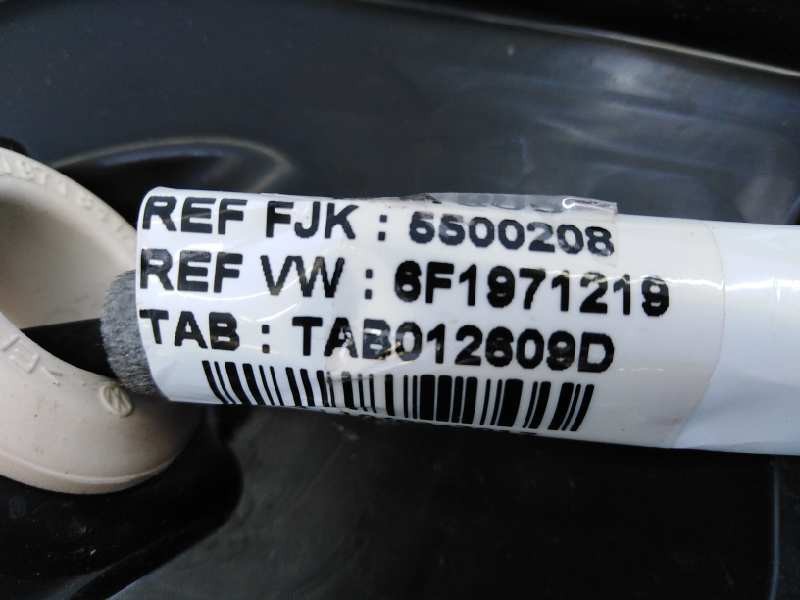 REF FJK : 5500208
REF VW : 6F1971219
TAB : TAB012609D